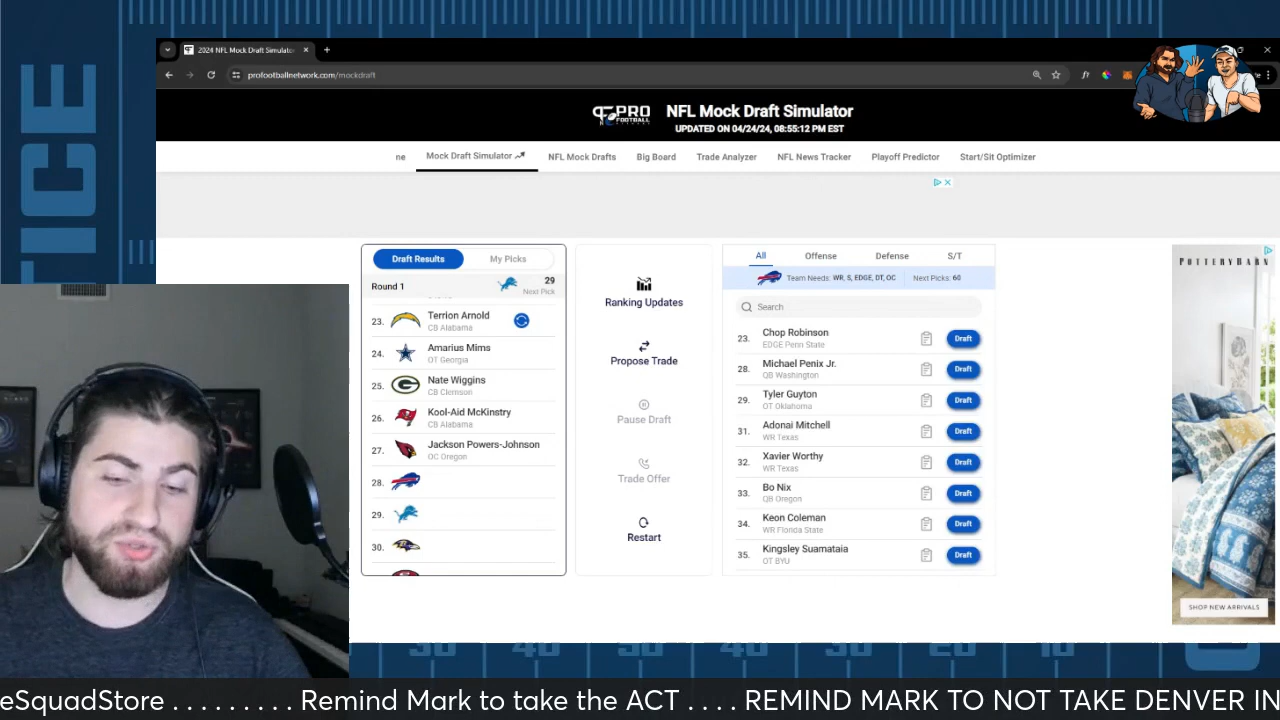 2024 NFL Mock Draft Simulato
profootballnetwork.com/mockdraft
TICE
PRO
FOOTBALL
NFL Mock Draft Simulator
UPDATED ON 04/24/24, 08:55:12 PM EST
ne Mock Draft Simulator NFL Mock Drafts Big Board Trade Analyzer NFL News Tracker Playoff Predictor Start/Sit Optimizer
Draft Results My Picks
Round 1 29
Next Pick
23. Terrion Arnold
CB Alabama
24. Amarius Mims
OT Georgia
25. Nate Wiggins
CB Clemson
26. Kool-Aid McKinstry
CB Alabama
27. Jackson Powers-Johnson
OC Oregon
28.
29.
30.
Ranking Updates
Propose Trade
Pause Draft
Trade Offer
Restart
All Offense Defense S/T
Team Needs: WR, S, EDGE, DT, OC Next Picks: 60
Search
23. Chop Robinson Draft
EDGE Penn State
28. Michael Penix Jr. Draft
QB Washington
29. Tyler Guyton Draft
OT Oklahoma
31. Adonai Mitchell Draft
WR Texas
32. Xavier Worthy Draft
WR Texas
33. Bo Nix Draft
QB Oregon
34. Keon Coleman Draft
WR Florida State
35. Kingsley Suamataia Draft
OT BYU
POTTERY BARN
SHOP NEW ARRIVALS
30 20 10
eSquadStore . . . . . . . . . Remind Mark to take the ACT . . . . REMIND MARK TO NOT TAKE DENVER IN